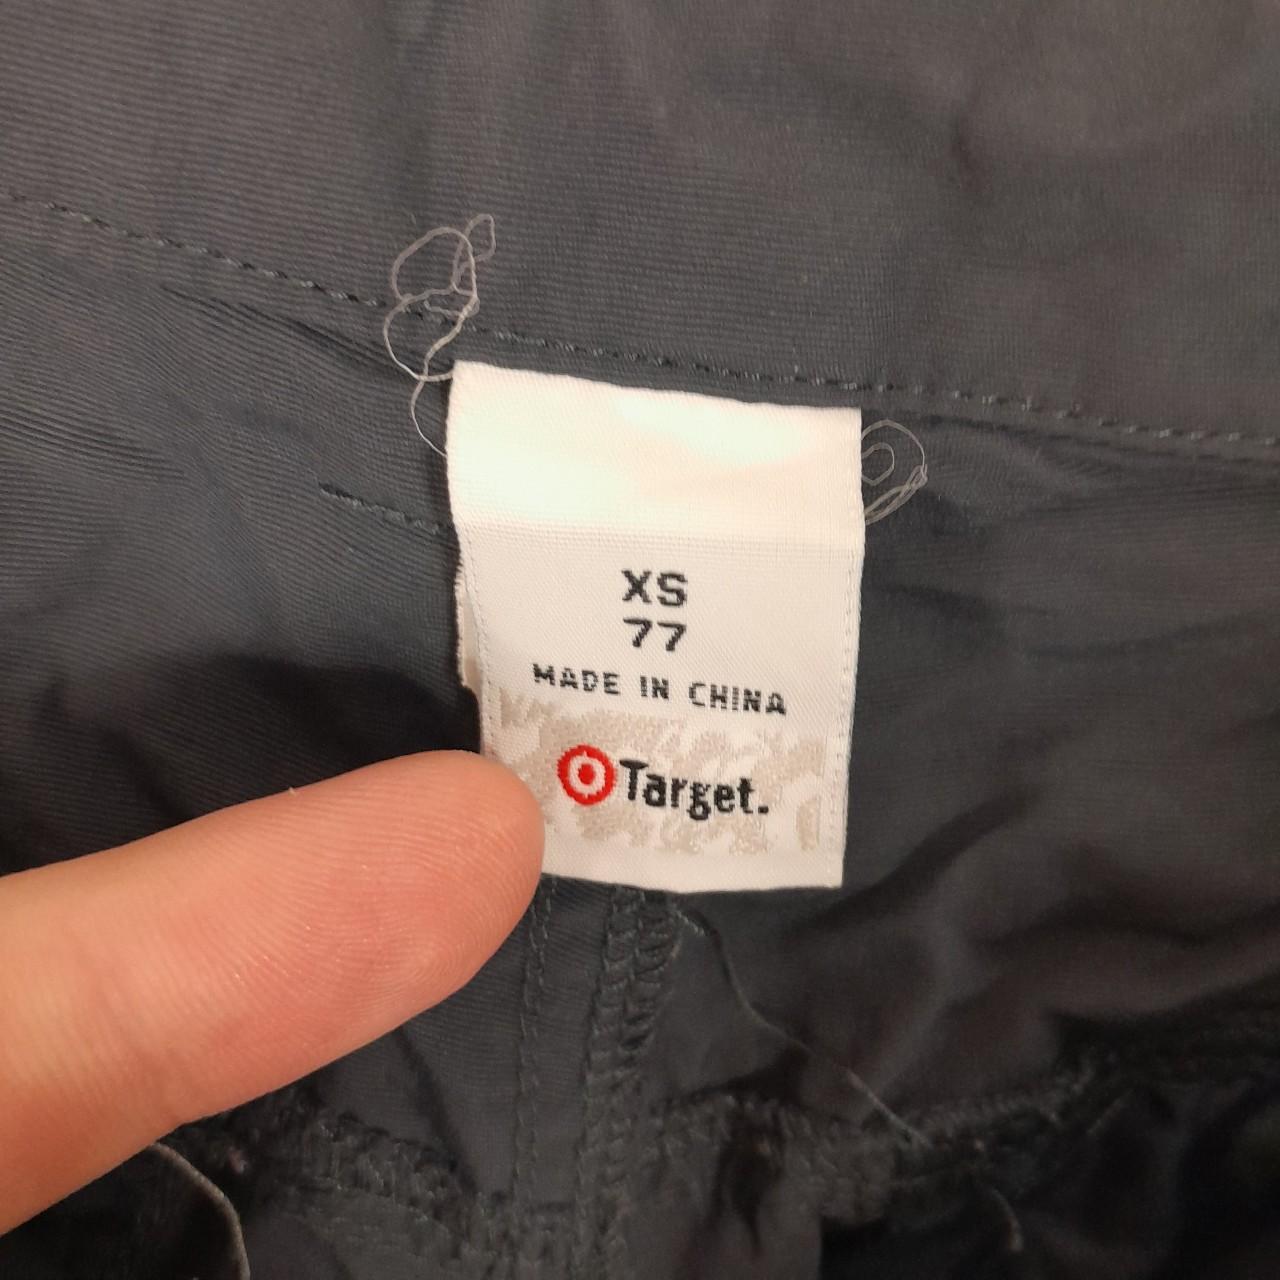 XS
77
MADE IN CHINA
Target.